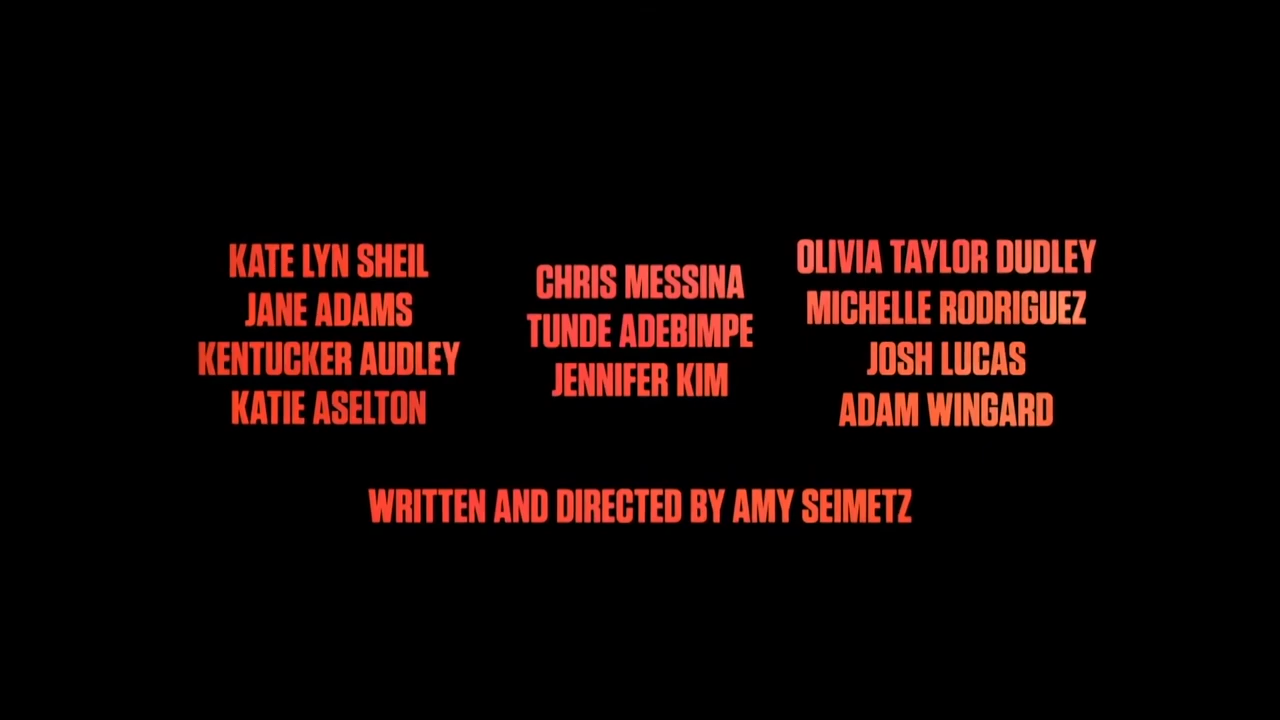 KATE LYN SHEIL
JANE ADAMS
KENTUCKER AUDLEY
KATIE ASELTON
CHRIS MESSINA
TUNDE ADEBIMPE
JENNIFER KIM
OLIVIA TAYLOR DUDLEY
MICHELLE RODRIGUEZ
JOSH LUCAS
ADAM WINGARD
WRITTEN AND DIRECTED BY AMY SEIMETZ